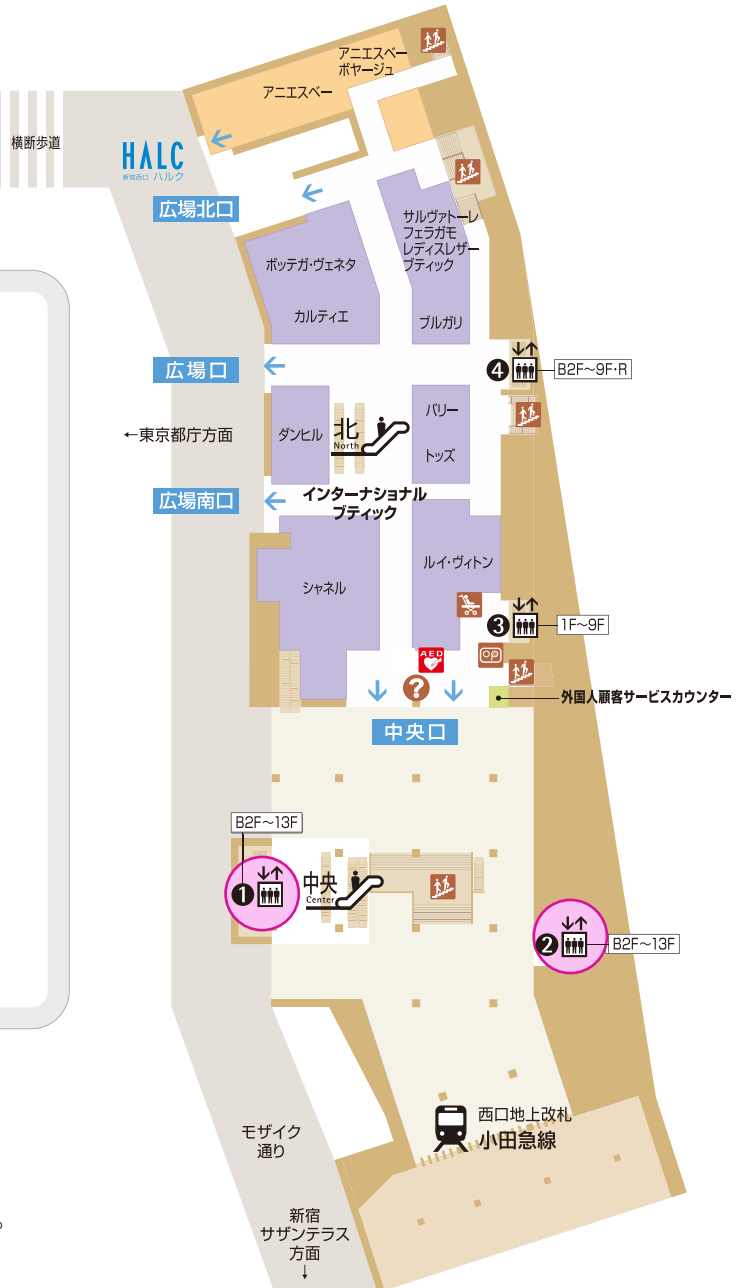 アニエスベー
ボヤージュ
アニエスベー
横断歩道
HALC
新宿西口 ハルク
広場北口
サルヴァトーレ
フェラガモ
レディスレザー
ブティック
ボッテガ・ヴェネタ
カルティエ
ブルガリ
広場口
4
B2F〜9F・R
←東京都庁方面
ダンヒル
北
North
バリー
トッズ
広場南口
インターナショナル
ブティック
シャネル
ルイ・ヴィトン
3
1F〜9F
AED
?
外国人顧客サービスカウンター
中央口
B2F〜13F
1
中央
Center
2
B2F〜13F
西口地上改札
小田急線
モザイク
通り
新宿
サザンテラス
方面
↓